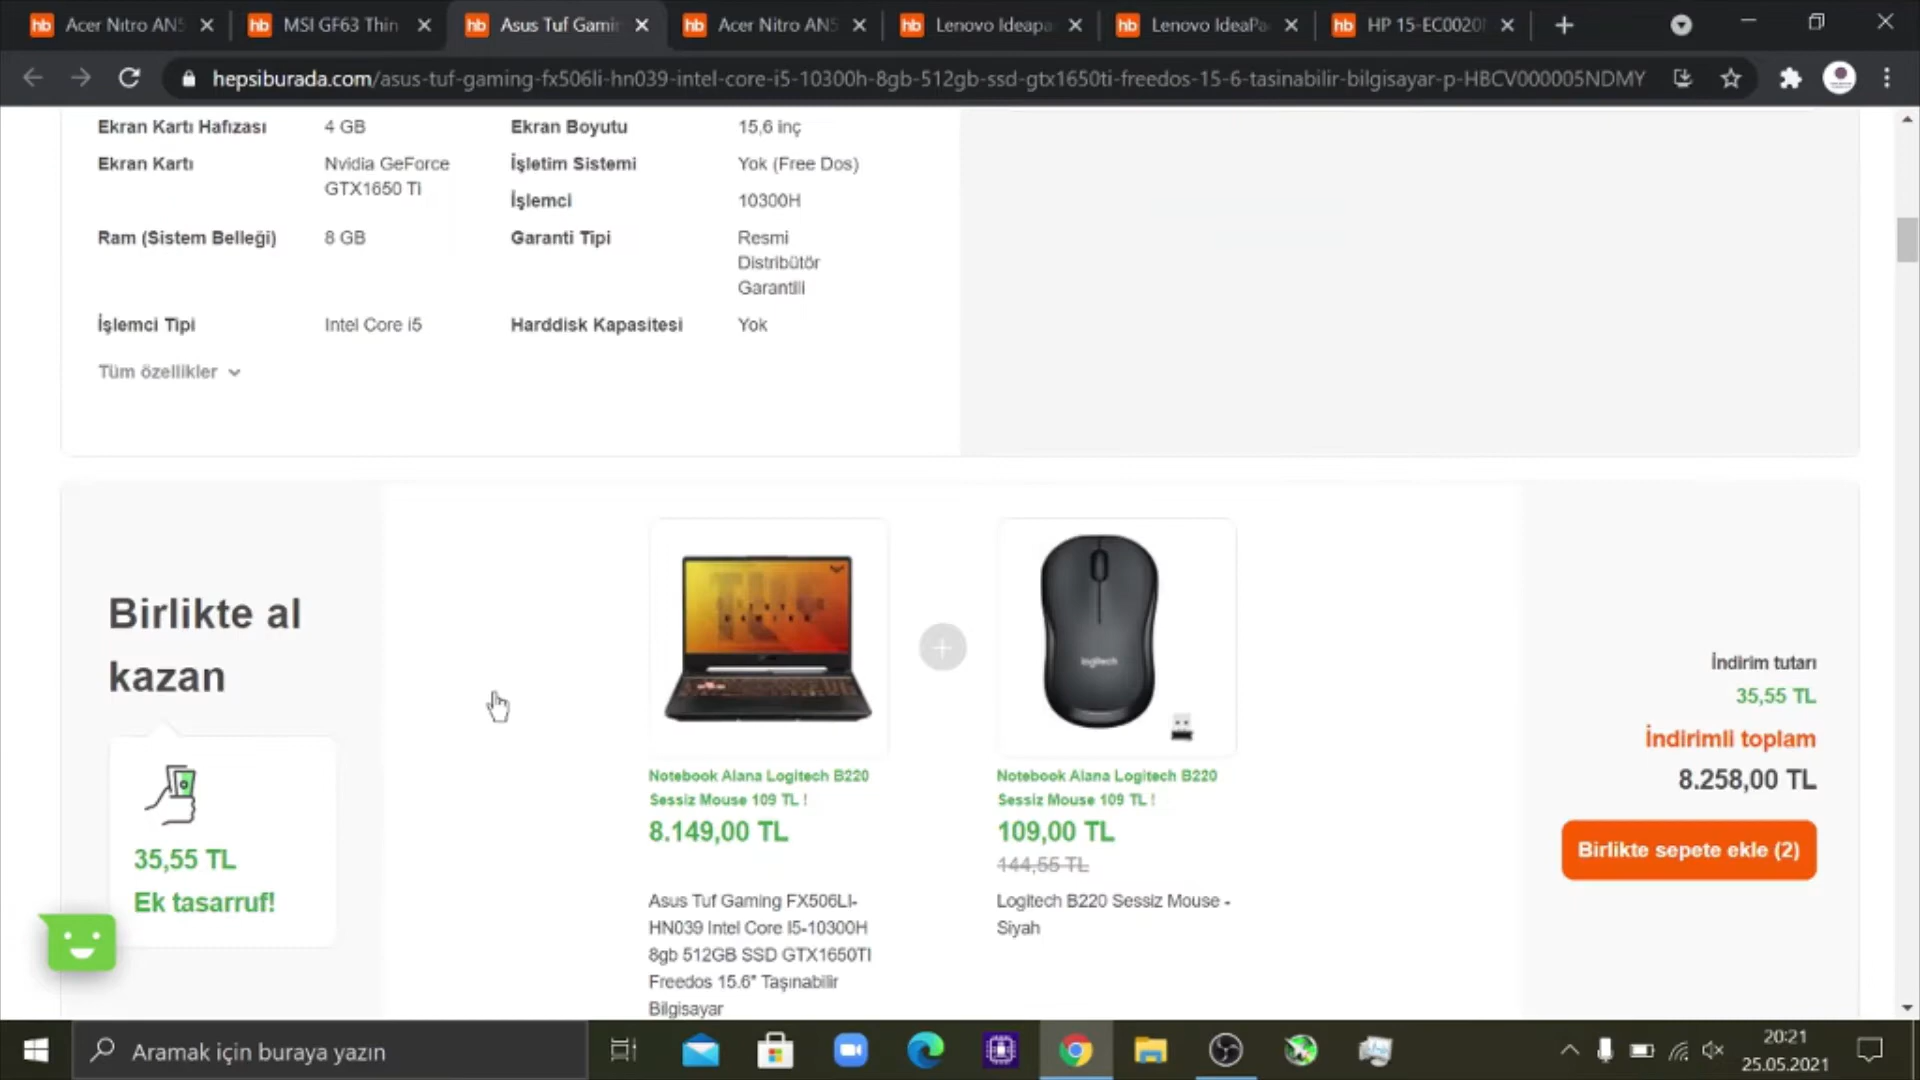 hb Acer Nitro AN5
hb MSI GF63 Thin
hb Asus Tuf Gamin
hb Acer Nitro AN5
hb Lenovo Ideapa
hb Lenovo IdeaPa
hb HP 15-EC0020
hepsiburada.com/asus-tuf-gaming-fx506li-hn039-intel-core-i5-10300h-8gb-512gb-ssd-gtx1650ti-freedos-15-6-tasinabilir-bilgisayar-p-HBCV000005NDMY
Ekran Kartı Hafızası 4 GB
Ekran Boyutu 15,6 inç
Ekran Kartı Nvidia GeForce
GTX1650 TI
İşletim Sistemi Yok (Free Dos)
İşlemci 10300H
Ram (Sistem Belleği) 8 GB
Garanti Tipi Resmi
Distribütör
Garantili
İşlemci Tipi Intel Core i5
Harddisk Kapasitesi Yok
Tüm özellikler
Birlikte al
kazan
35,55 TL
Ek tasarruf!
Notebook Alana Logitech B220
Sessiz Mouse 109 TL !
8.149,00 TL
Asus Tuf Gaming FX506LI-
HN039 Intel Core I5-10300H
8gb 512GB SSD GTX1650TI
Freedos 15.6" Taşınabilir
Bilgisayar
logitech
Notebook Alana Logitech B220
Sessiz Mouse 109 TL !
109,00 TL
144,55 TL
Logitech B220 Sessiz Mouse -
Siyah
İndirim tutarı
35,55 TL
İndirimli toplam
8.258,00 TL
Birlikte sepete ekle (2)
Aramak için buraya yazın
20:21
25.05.2021